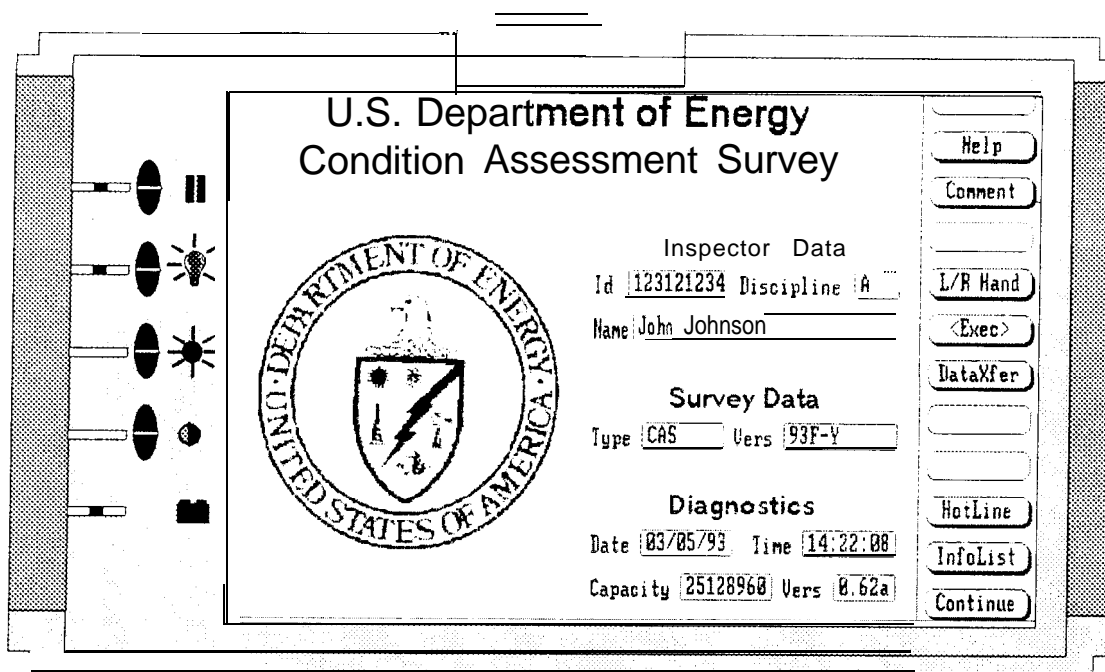 U.S. Department of Energy
Condition Assessment Survey
DEPARTMENT OF ENERGY · UNITED STATES OF AMERICA ·
Inspector Data
Id 123121234 Discipline A
Name John Johnson
Survey Data
Type CAS Vers 93F-Y
Diagnostics
Date 03/05/93 Time 14:22:08
Capacity 25128960 Vers 0.62a
Help
Comment
L/R Hand
<Exec>
DataXfer
HotLine
InfoList
Continue